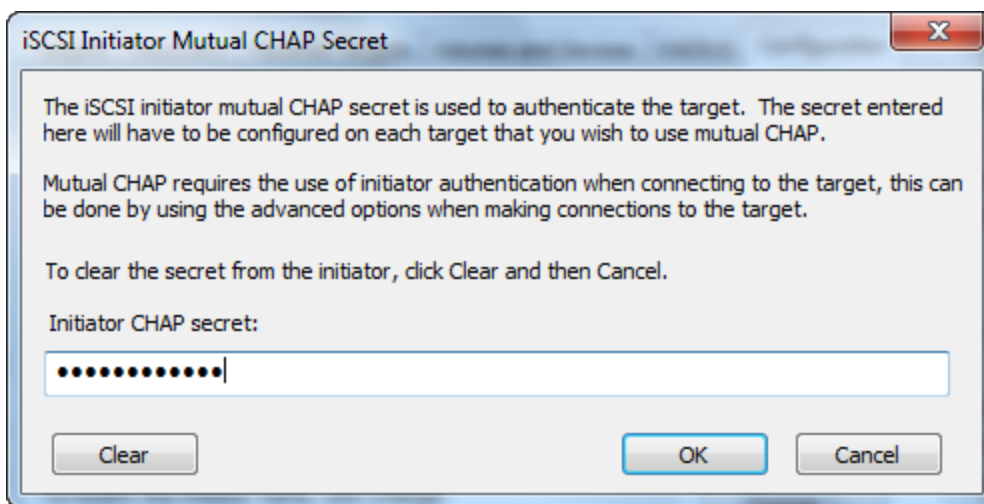 iSCSI Initiator Mutual CHAP Secret
The iSCSI initiator mutual CHAP secret is used to authenticate the target.  The secret entered
here will have to be configured on each target that you wish to use mutual CHAP.
Mutual CHAP requires the use of initiator authentication when connecting to the target, this can
be done by using the advanced options when making connections to the target.
To clear the secret from the initiator, click Clear and then Cancel.
Initiator CHAP secret:
••••••••••••
Clear
OK
Cancel